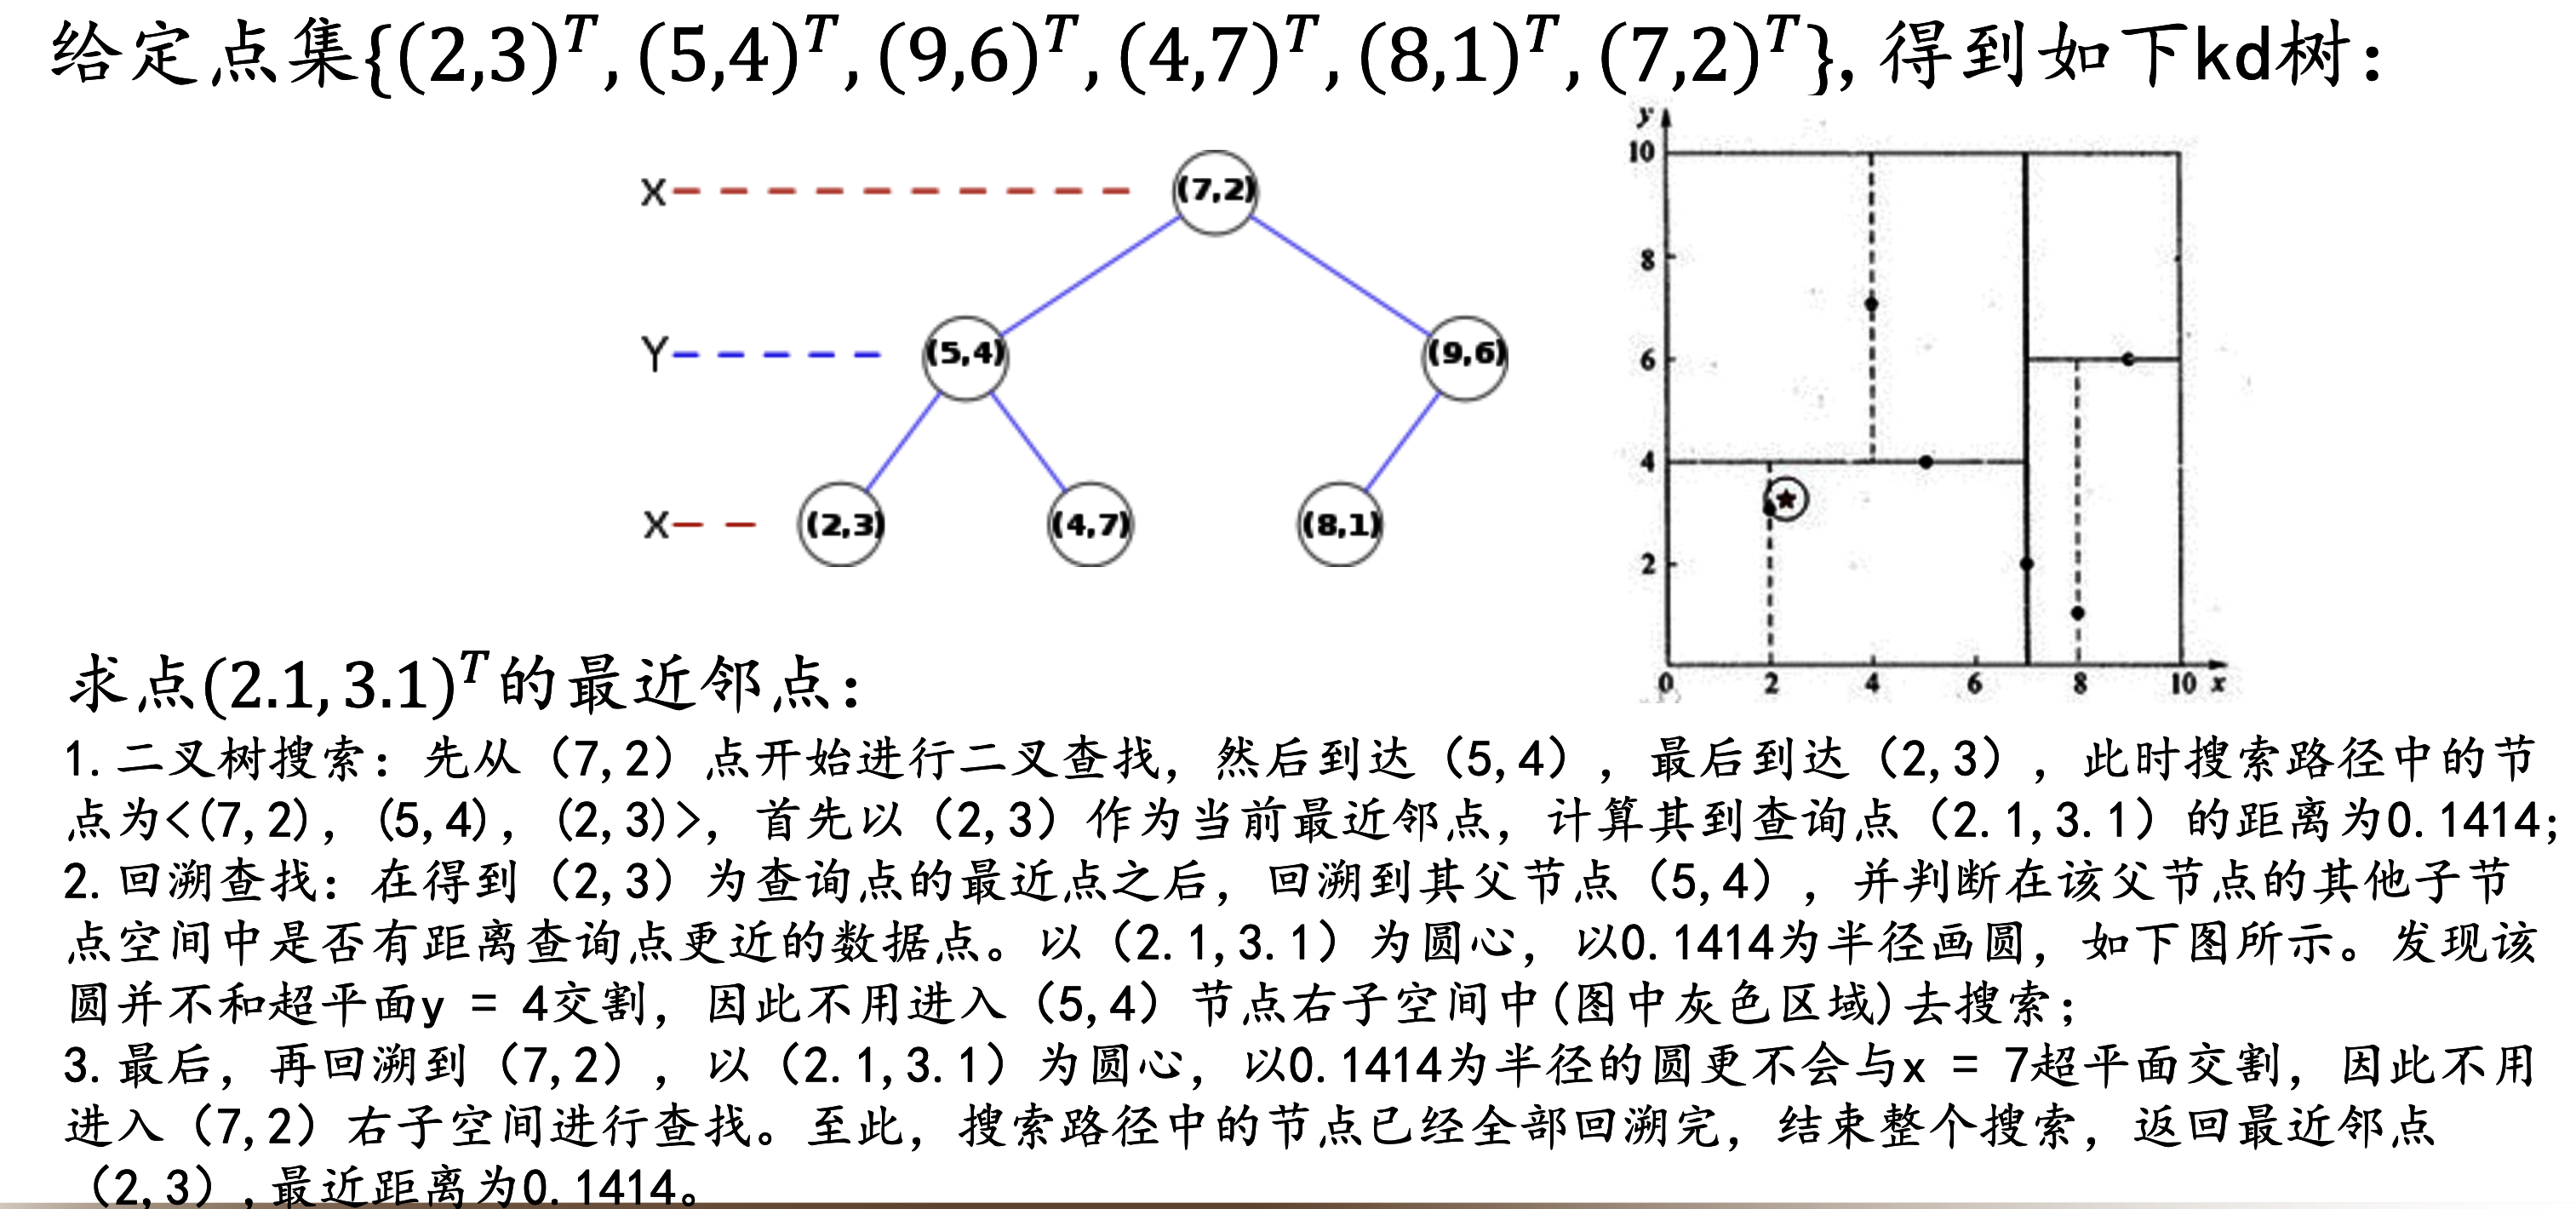 给定点集{(2,3)^T,(5,4)^T,(9,6)^T,(4,7)^T,(8,1)^T,(7,2)^T},得到如下kd树：
X
(7,2)
Y
(5,4)
(9,6)
X
(2,3)
(4,7)
(8,1)
y
10
8
6
4
2
0
2
4
6
8
10
x
求点(2.1,3.1)^T的最近邻点：
1.二叉树搜索：先从（7,2）点开始进行二叉查找，然后到达（5,4），最后到达（2,3），此时搜索路径中的节
点为<(7,2)，(5,4)，(2,3)>，首先以（2,3）作为当前最近邻点，计算其到查询点（2.1,3.1）的距离为0.1414；
2.回溯查找：在得到（2,3）为查询点的最近点之后，回溯到其父节点（5,4），并判断在该父节点的其他子节
点空间中是否有距离查询点更近的数据点。以（2.1,3.1）为圆心，以0.1414为半径画圆，如下图所示。发现该
圆并不和超平面y = 4交割，因此不用进入（5,4）节点右子空间中(图中灰色区域)去搜索；
3.最后，再回溯到（7,2），以（2.1,3.1）为圆心，以0.1414为半径的圆更不会与x = 7超平面交割，因此不用
进入（7,2）右子空间进行查找。至此，搜索路径中的节点已经全部回溯完，结束整个搜索，返回最近邻点
（2,3）,最近距离为0.1414。